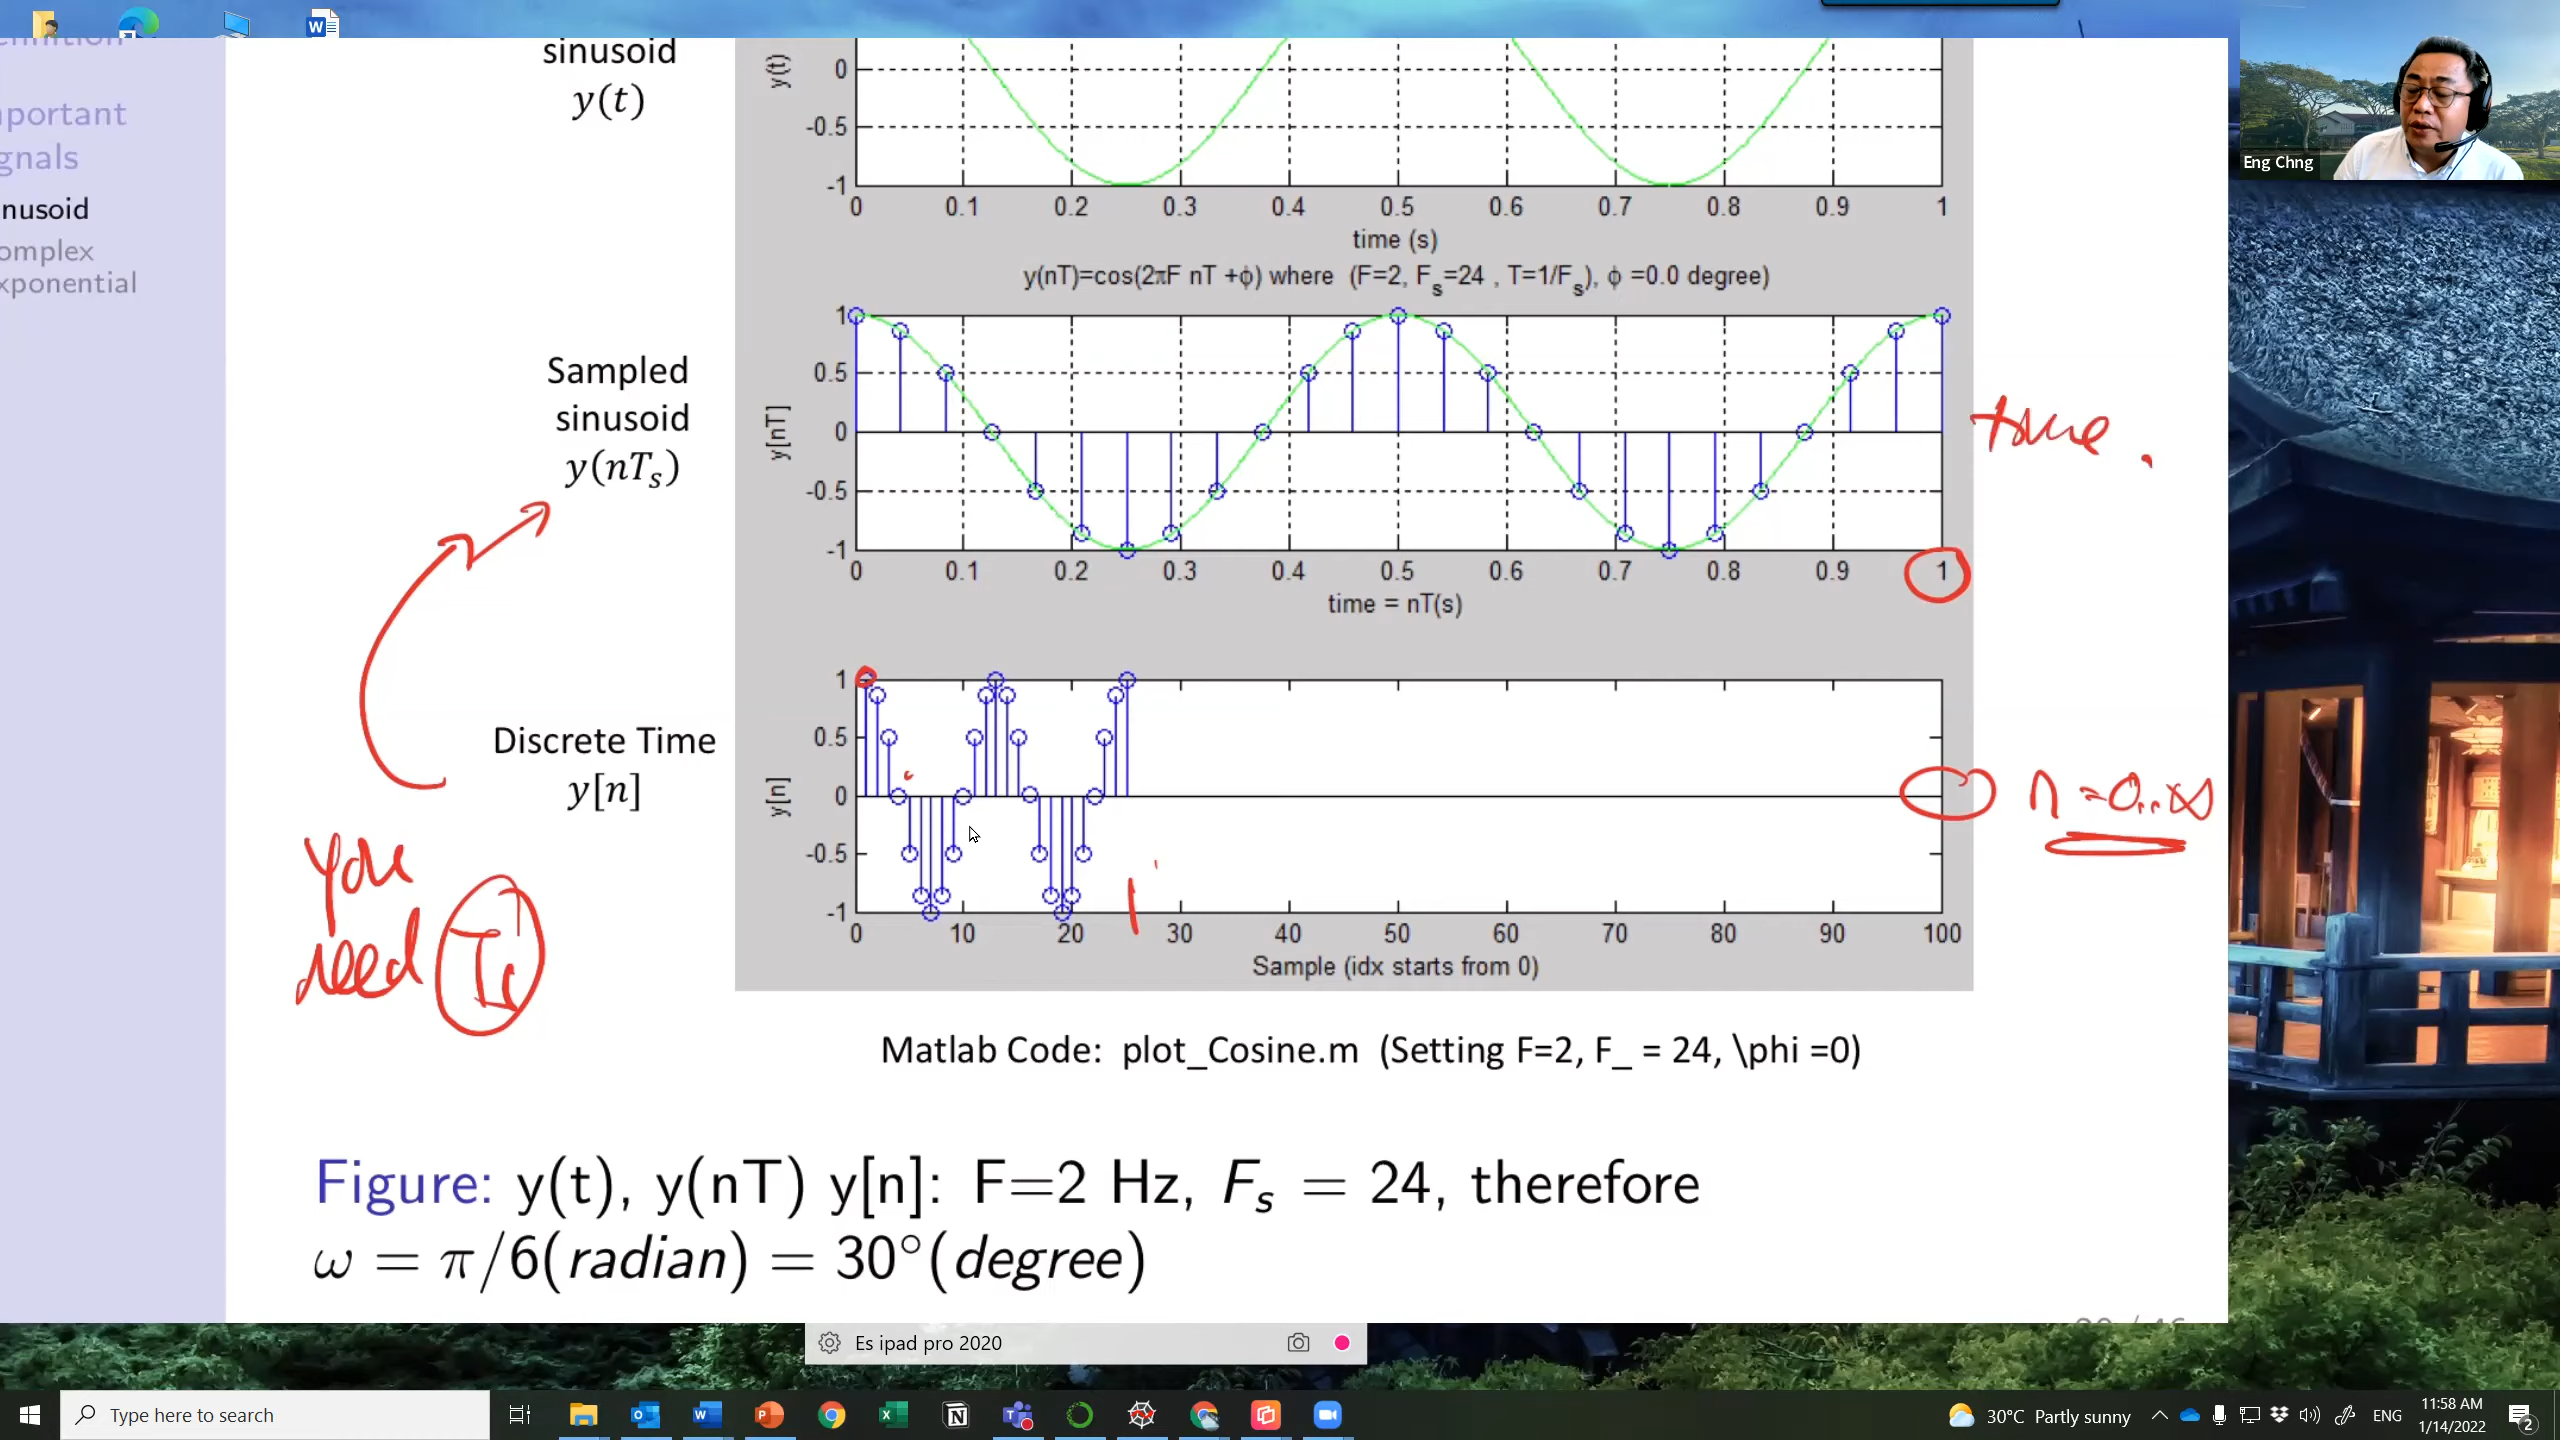 sinusoid
y(t)
mportant
gnals
nusoid
omplex
xponential
y(t)
0
-0.5
-1
0 0.1 0.2 0.3 0.4 0.5 0.6 0.7 0.8 0.9 1
time (s)
y(nT)=cos(2πF nT +ϕ) where (F=2, Fs=24 , T=1/Fs), ϕ =0.0 degree)
Sampled
sinusoid
y(nTs)
y[nT]
1
0.5
0
-0.5
-1
0 0.1 0.2 0.3 0.4 0.5 0.6 0.7 0.8 0.9 1
time = nT(s)
time.
Discrete Time
y[n]
y[n]
1
0.5
0
-0.5
-1
0 10 20 30 40 50 60 70 80 90 100
Sample (idx starts from 0)
n = 0...∞
you
need Ts
Matlab Code: plot_Cosine.m (Setting F=2, F_ = 24, \phi =0)
Figure: y(t), y(nT) y[n]: F=2 Hz, Fs = 24, therefore
ω = π/6(radian) = 30°(degree)
Eng Chng
Es ipad pro 2020
Type here to search
30°C Partly sunny
ENG
11:58 AM
1/14/2022
2